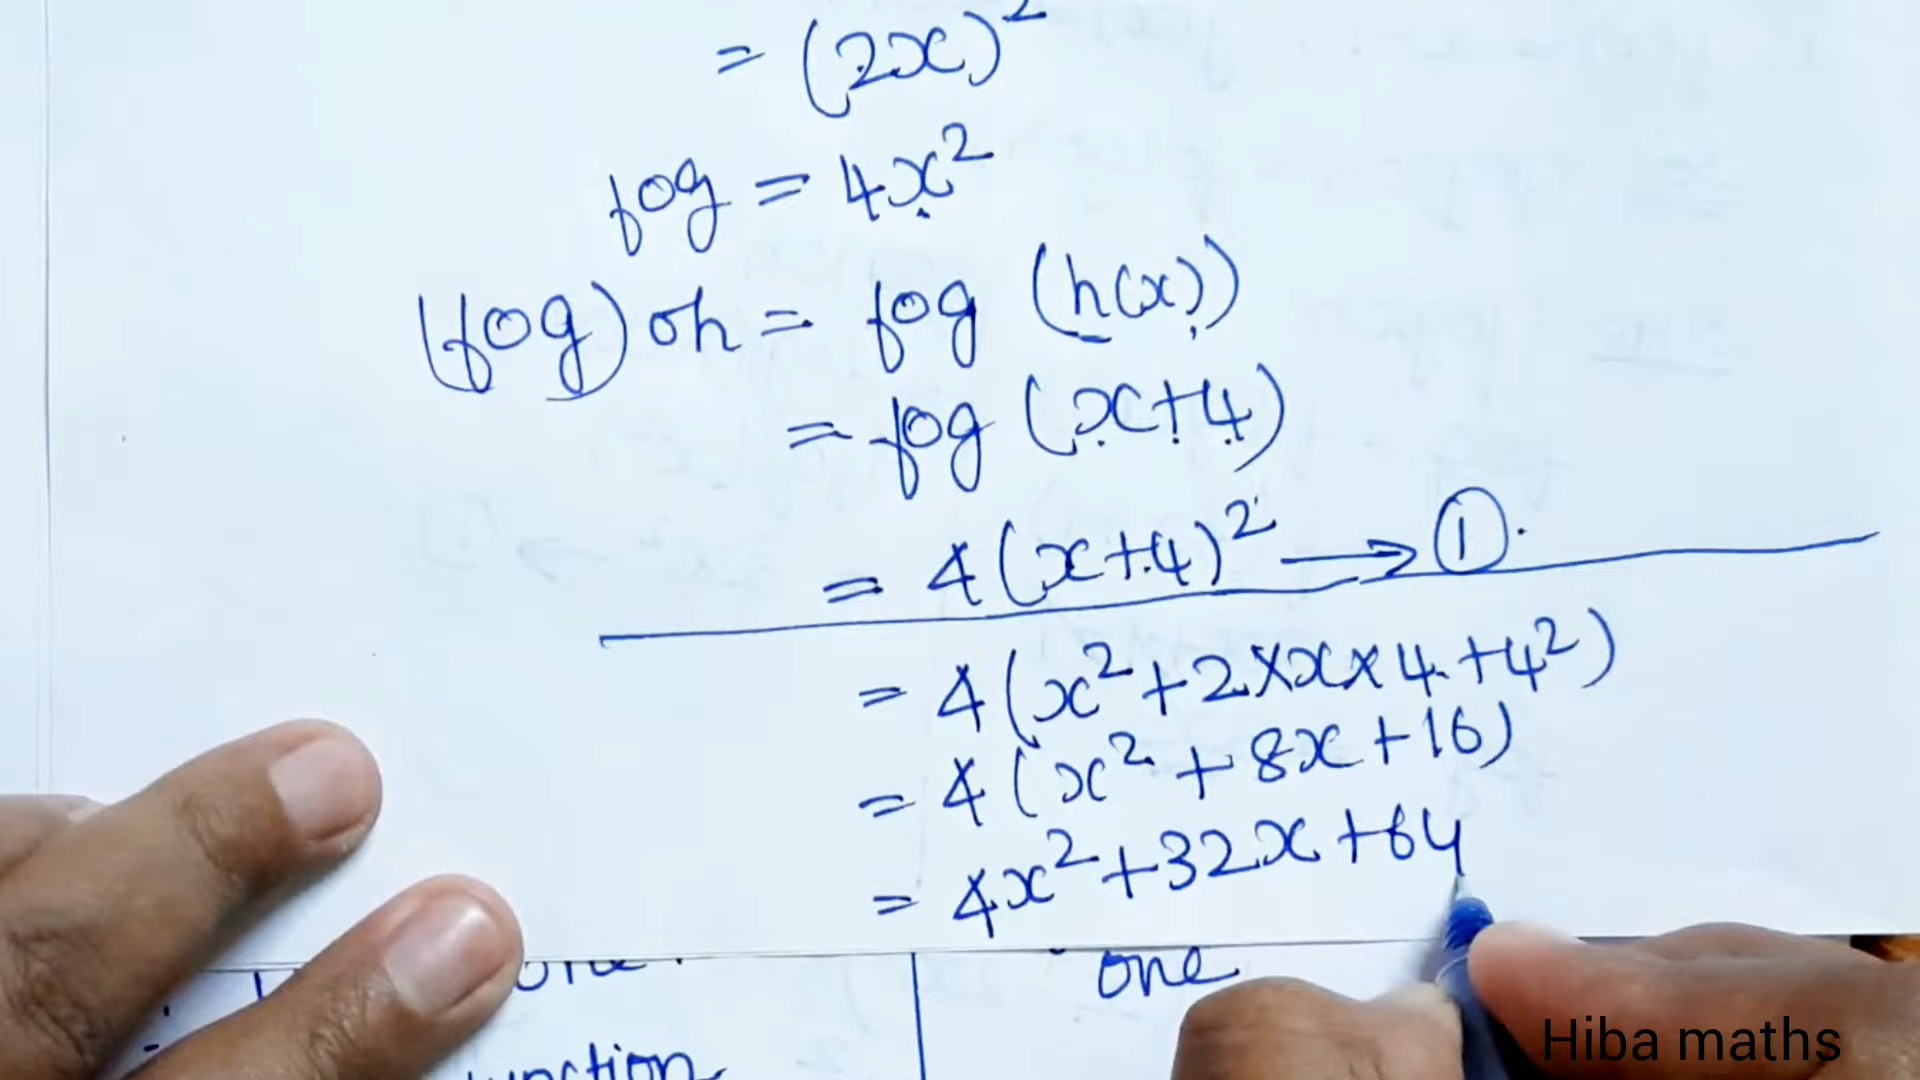 = (2x)²
fog = 4x²
(fog) oh = fog (h(x))
= fog (x+4)
= 4(x+4)² → ①.
= 4(x²+2×x×4+4²)
= 4(x²+8x+16)
= 4x²+32x+64
one
Hiba maths